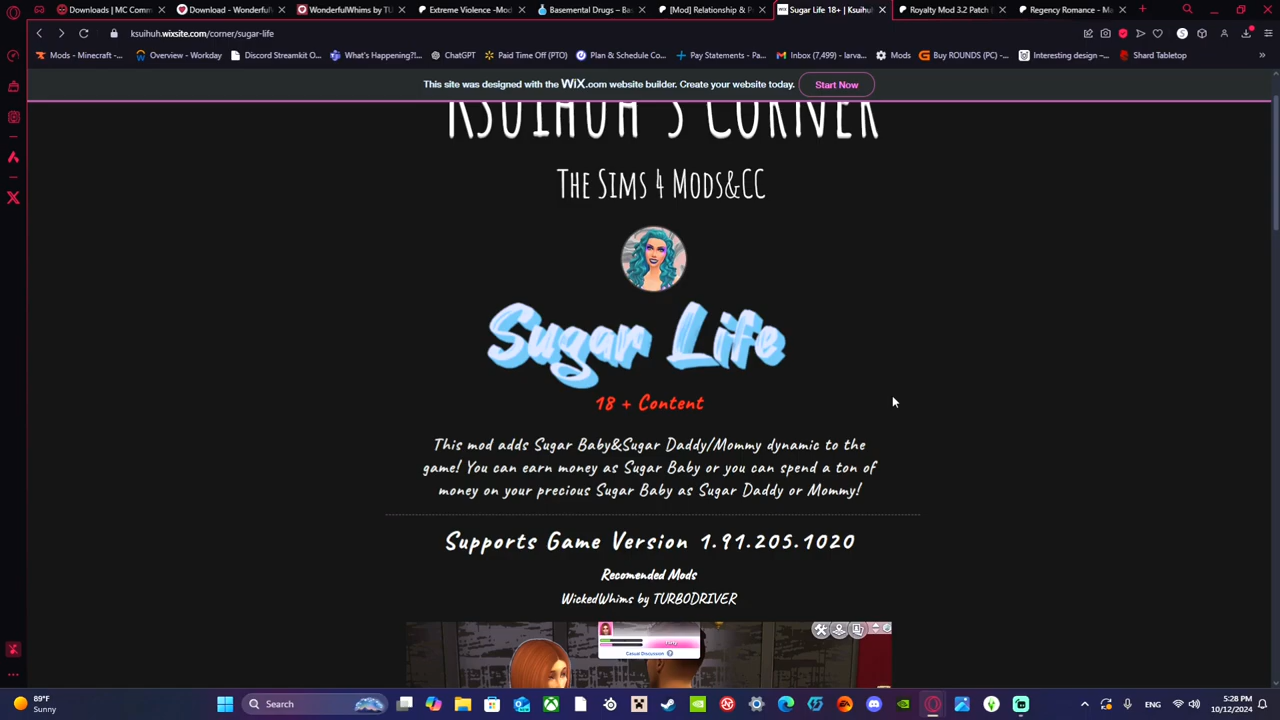 Downloads | MC Comm
Download - WonderfulW
WonderfulWhims by TU
Extreme Violence -Mod
Basemental Drugs – Bas
[Mod] Relationship & P
Sugar Life 18+ | Ksuihuh
Royalty Mod 3.2 Patch
Regency Romance - Me
ksuihuh.wixsite.com/corner/sugar-life
Mods - Minecraft -...
Overview - Workday
Discord Streamkit O...
What's Happening!...
ChatGPT
Paid Time Off (PTO)
Plan & Schedule Co...
Pay Statements - Pa...
Inbox (7,499) - larva...
Mods
Buy ROUNDS (PC) -...
Interesting design –...
Shard Tabletop
This site was designed with the WiX.com website builder. Create your website today. Start Now
KSUIHUH'S CORNER
The Sims 4 Mods&CC
Sugar Life
18 + Content
This mod adds Sugar Baby&Sugar Daddy/Mommy dynamic to the
game! You can earn money as Sugar Baby or you can spend a ton of
money on your precious Sugar Baby as Sugar Daddy or Mommy!
Supports Game Version 1.91.205.1020
Recomended Mods
WickedWhims by TURBODRIVER
Casual Discussion
89°F
Sunny
Search
ENG
5:28 PM
10/12/2024